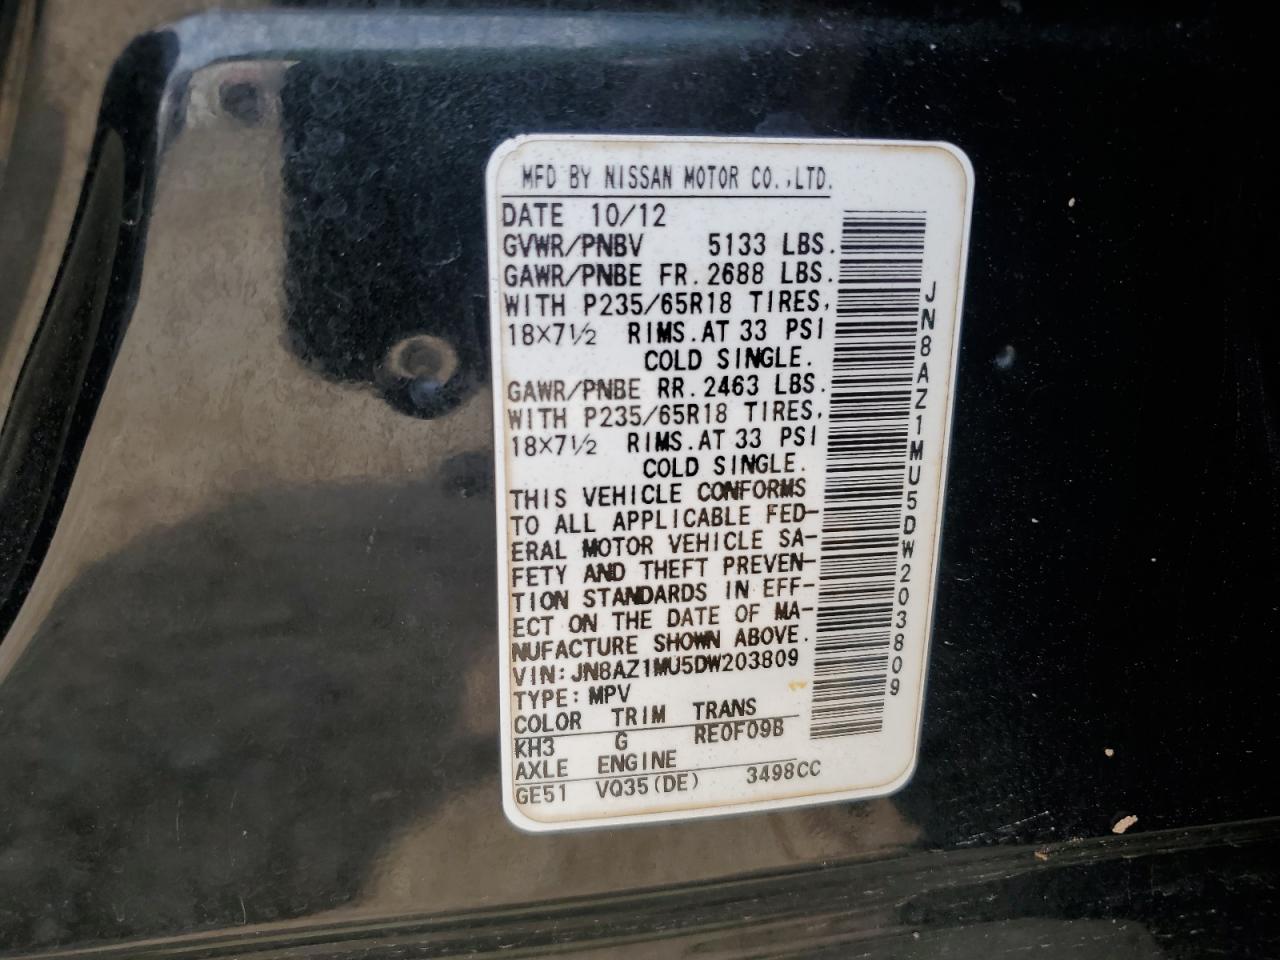 MFD BY NISSAN MOTOR CO.,LTD.
DATE 10/12
GVWR/PNBV 5133 LBS.
GAWR/PNBE FR. 2688 LBS.
WITH P235/65R18 TIRES,
18×7½ RIMS. AT 33 PSI
COLD SINGLE.
GAWR/PNBE RR. 2463 LBS.
WITH P235/65R18 TIRES,
18×7½ RIMS. AT 33 PSI
COLD SINGLE.
THIS VEHICLE CONFORMS
TO ALL APPLICABLE FED-
ERAL MOTOR VEHICLE SA-
FETY AND THEFT PREVEN-
TION STANDARDS IN EFF-
ECT ON THE DATE OF MA-
NUFACTURE SHOWN ABOVE.
VIN: JN8AZ1MU5DW203809
TYPE: MPV
COLOR TRIM TRANS
KH3 G RE0F09B
AXLE ENGINE
GE51 VQ35(DE) 3498CC
JN8AZ1MU5DW203809